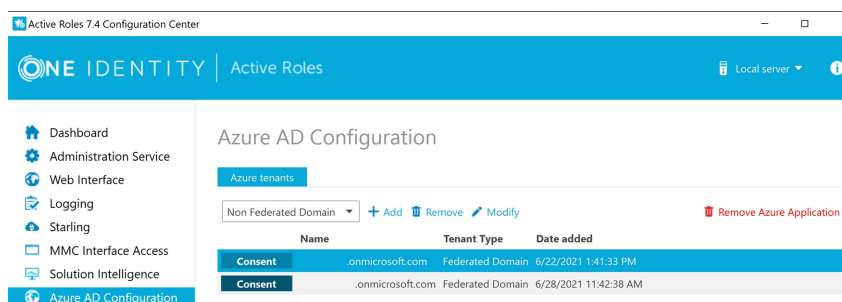 Active Roles 7.4 Configuration Center
ONE IDENTITY Active Roles Local server
Dashboard
Administration Service
Web Interface
Logging
Starling
MMC Interface Access
Solution Intelligence
Azure AD Configuration
Azure AD Configuration
Azure tenants
Non Federated Domain Add Remove Modify Remove Azure Application
Name Tenant Type Date added
Consent .onmicrosoft.com Federated Domain 6/22/2021 1:41:33 PM
Consent .onmicrosoft.com Federated Domain 6/28/2021 11:42:38 AM